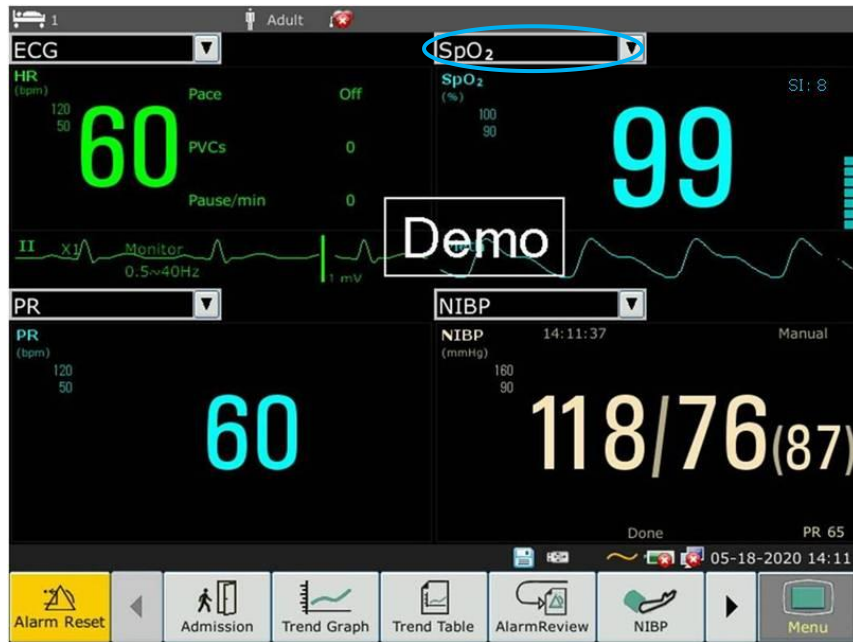 1 Adult
ECG
SpO₂
HR
(bpm)
120
50
60
Pace Off
PVCs 0
Pause/min 0
SpO₂
(%)
100
90
99
SI: 8
Demo
II X1 Monitor
0.5~40Hz
1 mV
PR
NIBP
PR
(bpm)
120
50
60
NIBP 14:11:37 Manual
(mmHg)
160
90
118/76(87)
Done PR 65
05-18-2020 14:11
Alarm Reset
Admission
Trend Graph
Trend Table
AlarmReview
NIBP
Menu